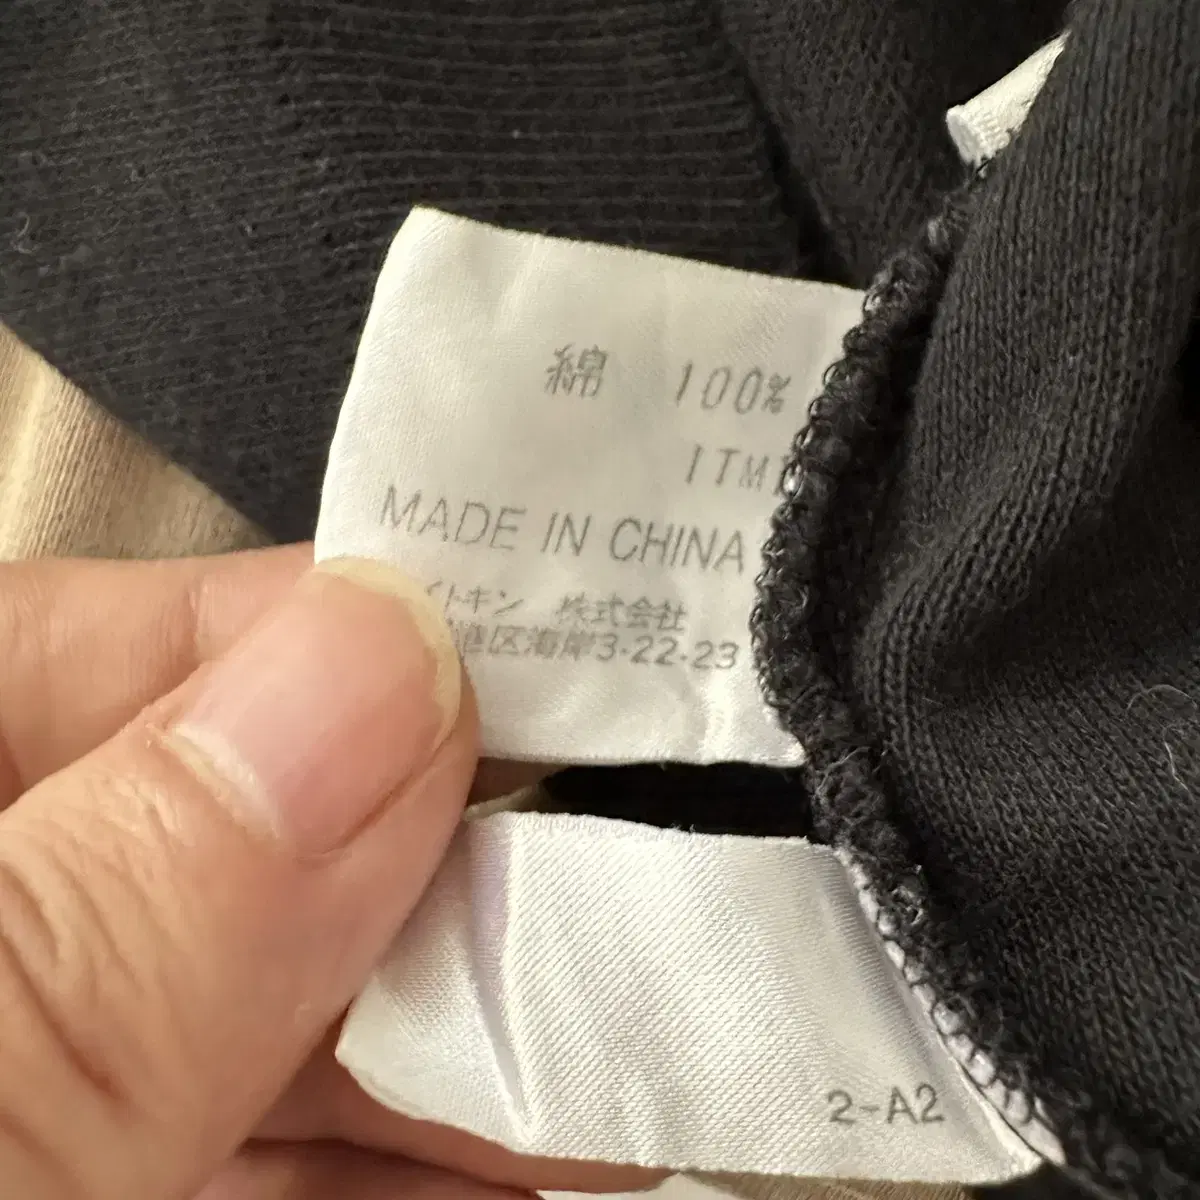 綿 100%
ITM
MADE IN CHINA
イトキン 株式会社
区海岸3-22-23
2-A2